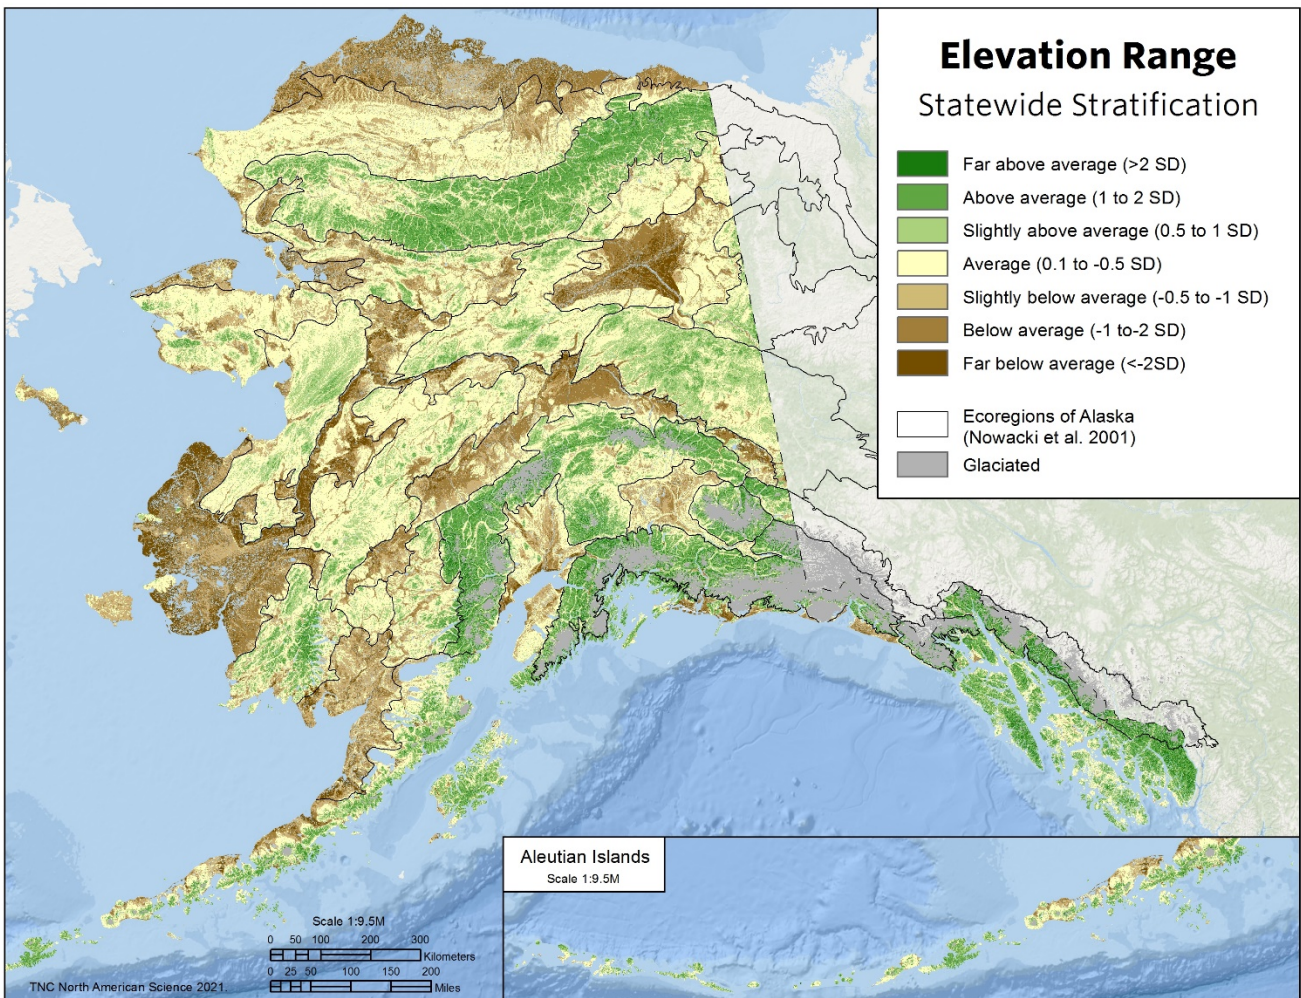 Elevation Range
Statewide Stratification
Far above average (>2 SD)
Above average (1 to 2 SD)
Slightly above average (0.5 to 1 SD)
Average (0.1 to -0.5 SD)
Slightly below average (-0.5 to -1 SD)
Below average (-1 to-2 SD)
Far below average (<-2SD)
Ecoregions of Alaska
(Nowacki et al. 2001)
Glaciated
Aleutian Islands
Scale 1:9.5M
Scale 1:9.5M
0 50 100 200 300
Kilometers
0 25 50 100 150 200
Miles
TNC North American Science 2021.